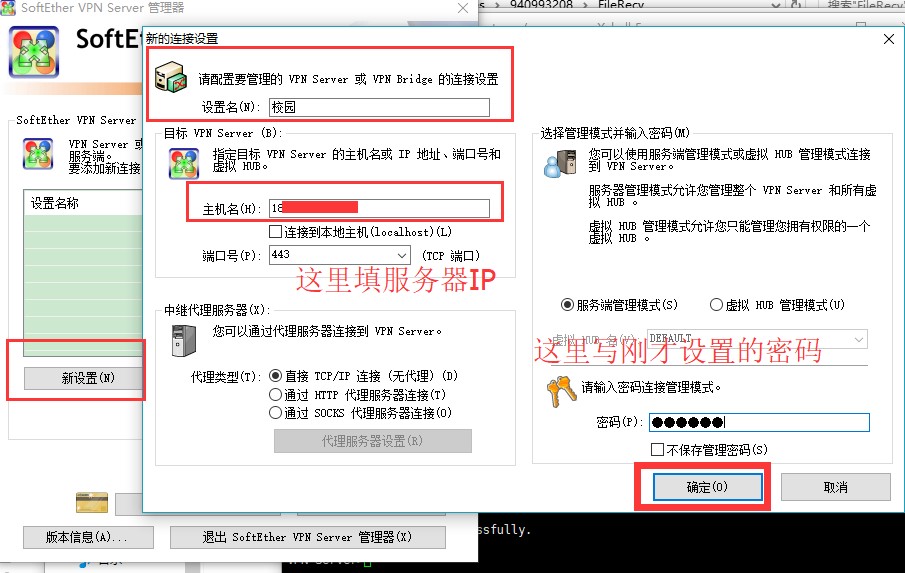 SoftEther VPN Server 管理器
940993208
FileRecv
搜索"FileRecv
SoftEt
SoftEther VPN Server
VPN Server 或
服务端。
要添加新连接
设置名称
新设置(N)
版本信息(A)...
退出 SoftEther VPN Server 管理器(X)
新的连接设置
请配置要管理的 VPN Server 或 VPN Bridge 的连接设置
设置名(N):
校园
目标 VPN Server (B):
指定目标 VPN Server 的主机名或 IP 地址、端口号和
虚拟 HUB。
主机名(H):
18
连接到本地主机(localhost)(L)
端口号(P):
443
(TCP 端口)
这里填服务器IP
中继代理服务器(X):
您可以通过代理服务器连接到 VPN Server。
代理类型(T):
直接 TCP/IP 连接 (无代理) (D)
通过 HTTP 代理服务器连接(T)
通过 SOCKS 代理服务器连接(O)
代理服务器设置(R)
选择管理模式并输入密码(M)
您可以使用服务端管理模式或虚拟 HUB 管理模式连接
到 VPN Server。
服务器管理模式允许您管理整个 VPN Server 和所有虚
拟 HUB 。
虚拟 HUB 管理模式允许您只能管理您拥有权限的一个
虚拟 HUB 。
服务端管理模式(S)
虚拟 HUB 管理模式(U)
虚拟 HUB 名(V):
DEFAULT
这里写刚才设置的密码
请输入密码连接管理模式。
密码(P):
●●●●●●
不保存管理密码(S)
确定(O)
取消
ssfully.
VPN Server>